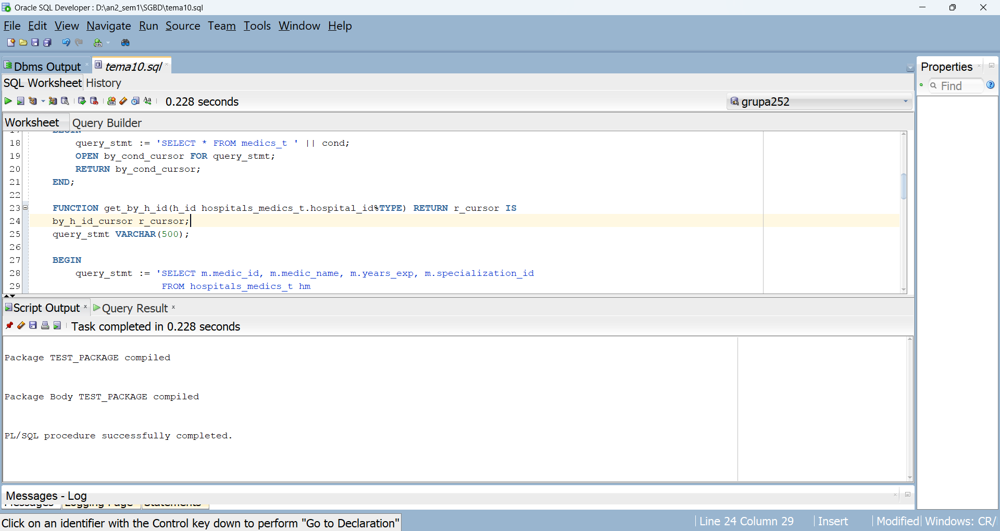 Oracle SQL Developer : D:\an2_sem1\SGBD\tema10.sql
File Edit View Navigate Run Source Team Tools Window Help
Dbms Output tema10.sql
Properties
SQL Worksheet History
Find
0.228 seconds
grupa252
Worksheet Query Builder
18 query_stmt := 'SELECT * FROM medics_t ' || cond;
19 OPEN by_cond_cursor FOR query_stmt;
20 RETURN by_cond_cursor;
21 END;
22
23 FUNCTION get_by_h_id(h_id hospitals_medics_t.hospital_id%TYPE) RETURN r_cursor IS
24 by_h_id_cursor r_cursor;
25 query_stmt VARCHAR(500);
26
27 BEGIN
28 query_stmt := 'SELECT m.medic_id, m.medic_name, m.years_exp, m.specialization_id
29 FROM hospitals_medics_t hm
Script Output Query Result
Task completed in 0.228 seconds
Package TEST_PACKAGE compiled
Package Body TEST_PACKAGE compiled
PL/SQL procedure successfully completed.
Messages - Log
Messages Logging Page Statements
Click on an identifier with the Control key down to perform "Go to Declaration"
Line 24 Column 29 Insert Modified Windows: CR/